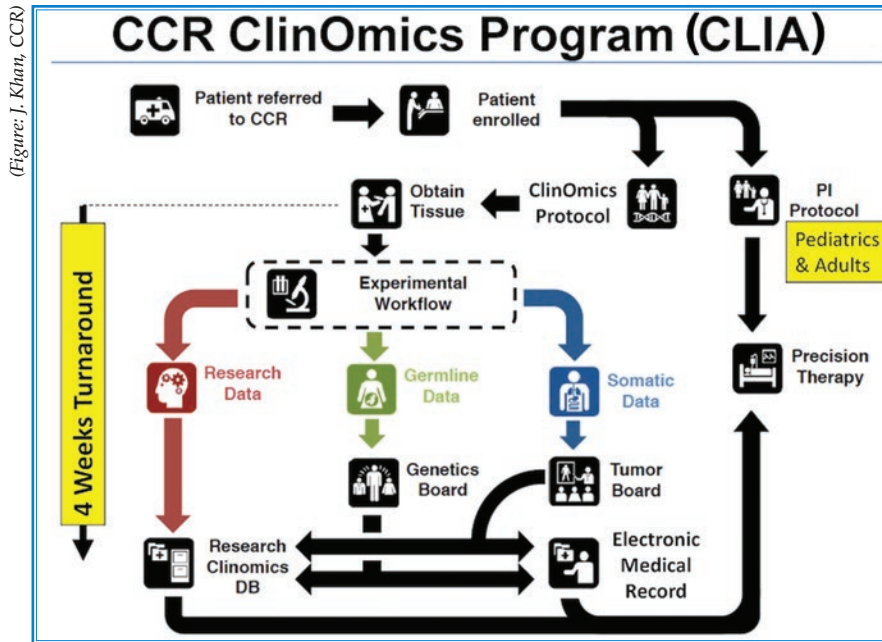 (Figure: J. Khan, CCR)
CCR ClinOmics Program (CLIA)
Patient referred
to CCR
Patient
enrolled
Obtain
Tissue
ClinOmics
Protocol
PI
Protocol
Pediatrics
& Adults
4 Weeks Turnaround
Experimental
Workflow
Research
Data
Germline
Data
Somatic
Data
Precision
Therapy
Genetics
Board
Tumor
Board
Research
Clinomics
DB
Electronic
Medical
Record